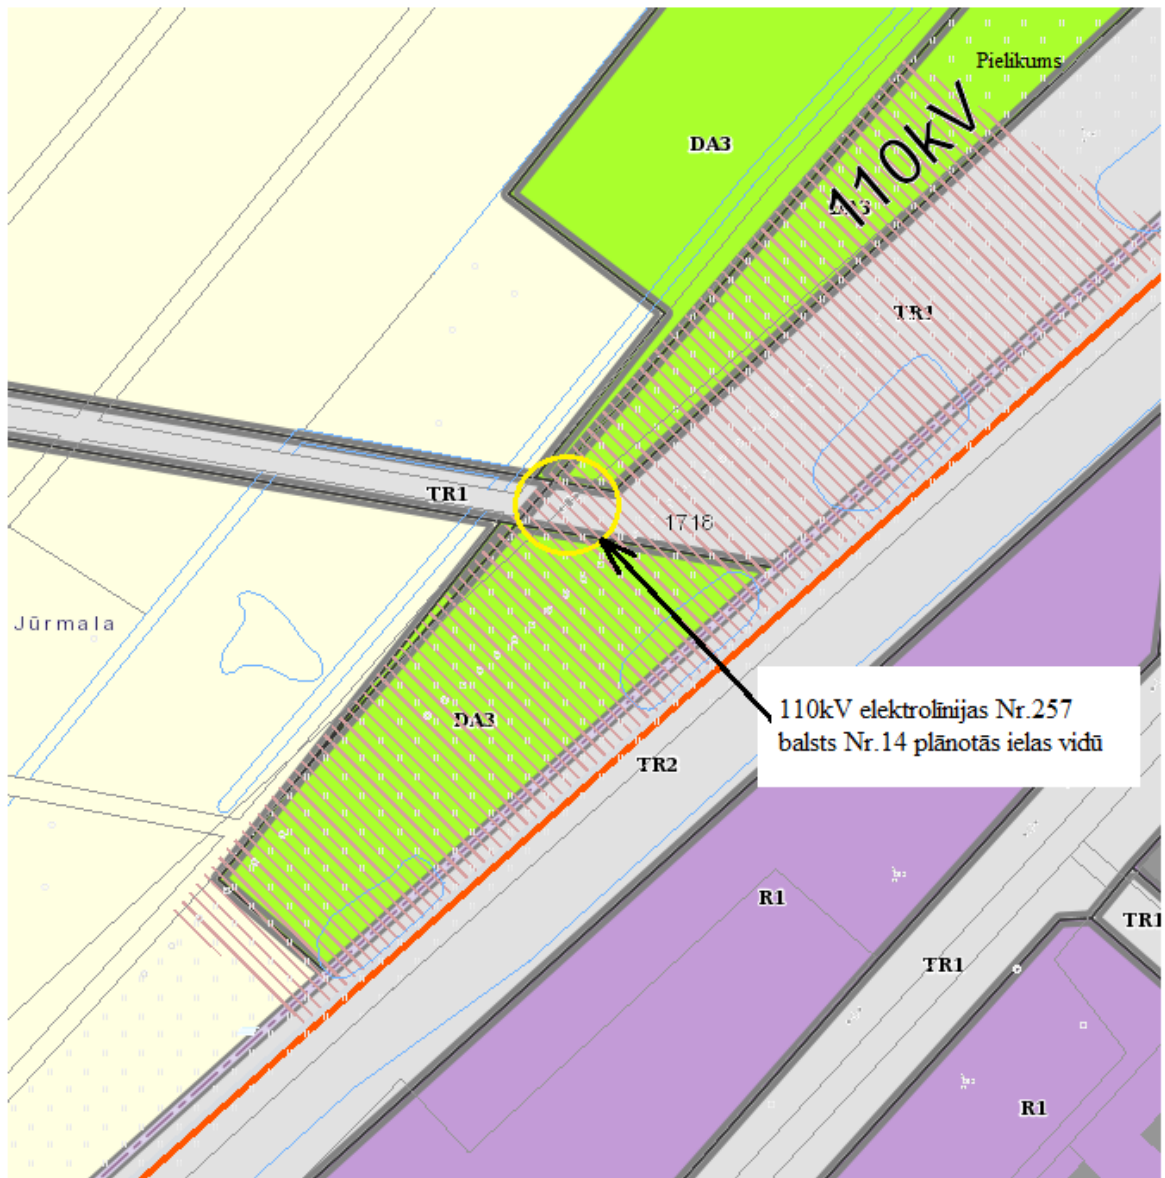 Pielikums
110kV
DA3
DA3
TR1
TR1
1718
Jūrmala
DA3
110kV elektrolīnijas Nr.257
balsts Nr.14 plānotās ielas vidū
TR2
R1
TR1
TR1
R1